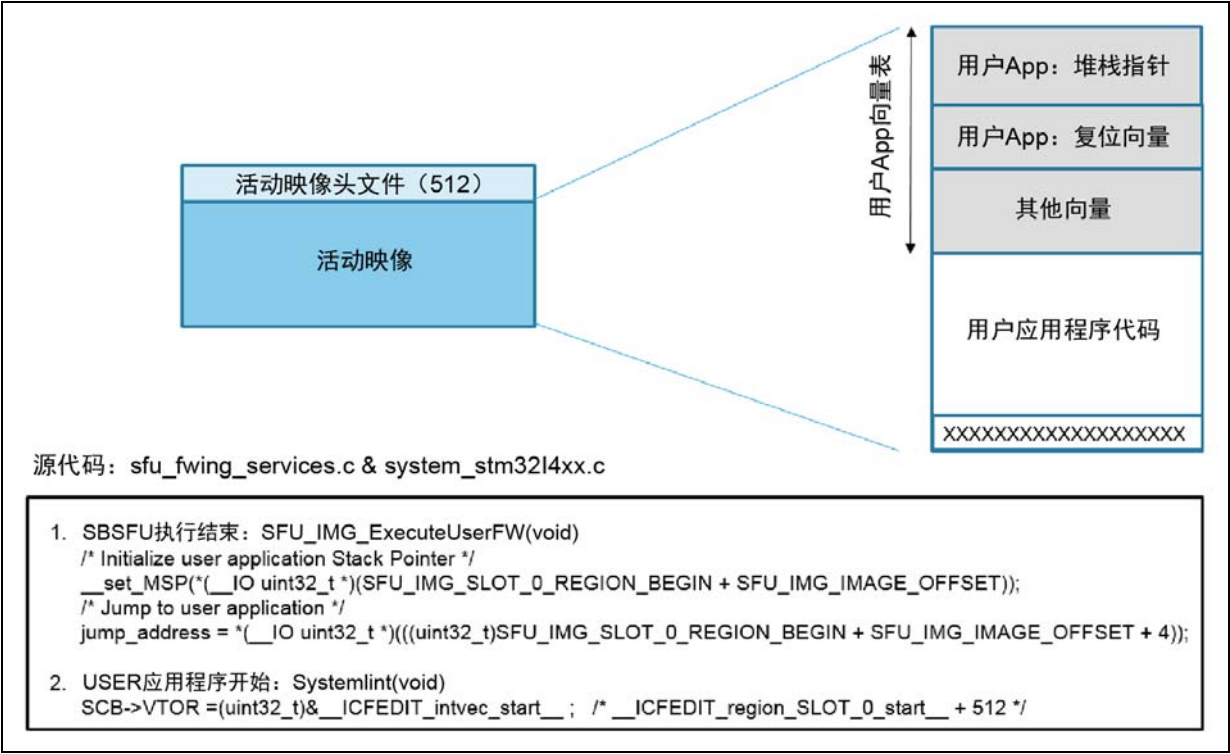 用户App：堆栈指针
用户App：复位向量
其他向量
用户App向量表
活动映像头文件（512）
活动映像
用户应用程序代码
XXXXXXXXXXXXXXXXXXX
源代码：sfu_fwing_services.c & system_stm32l4xx.c
1. SBSFU执行结束：SFU_IMG_ExecuteUserFW(void)
/* Initialize user application Stack Pointer */
__set_MSP(*(__IO uint32_t *)(SFU_IMG_SLOT_0_REGION_BEGIN + SFU_IMG_IMAGE_OFFSET));
/* Jump to user application */
jump_address = *(__IO uint32_t *)(((uint32_t)SFU_IMG_SLOT_0_REGION_BEGIN + SFU_IMG_IMAGE_OFFSET + 4));
2. USER应用程序开始：Systemlint(void)
SCB->VTOR =(uint32_t)&__ICFEDIT_intvec_start__ ; /* __ICFEDIT_region_SLOT_0_start__ + 512 */